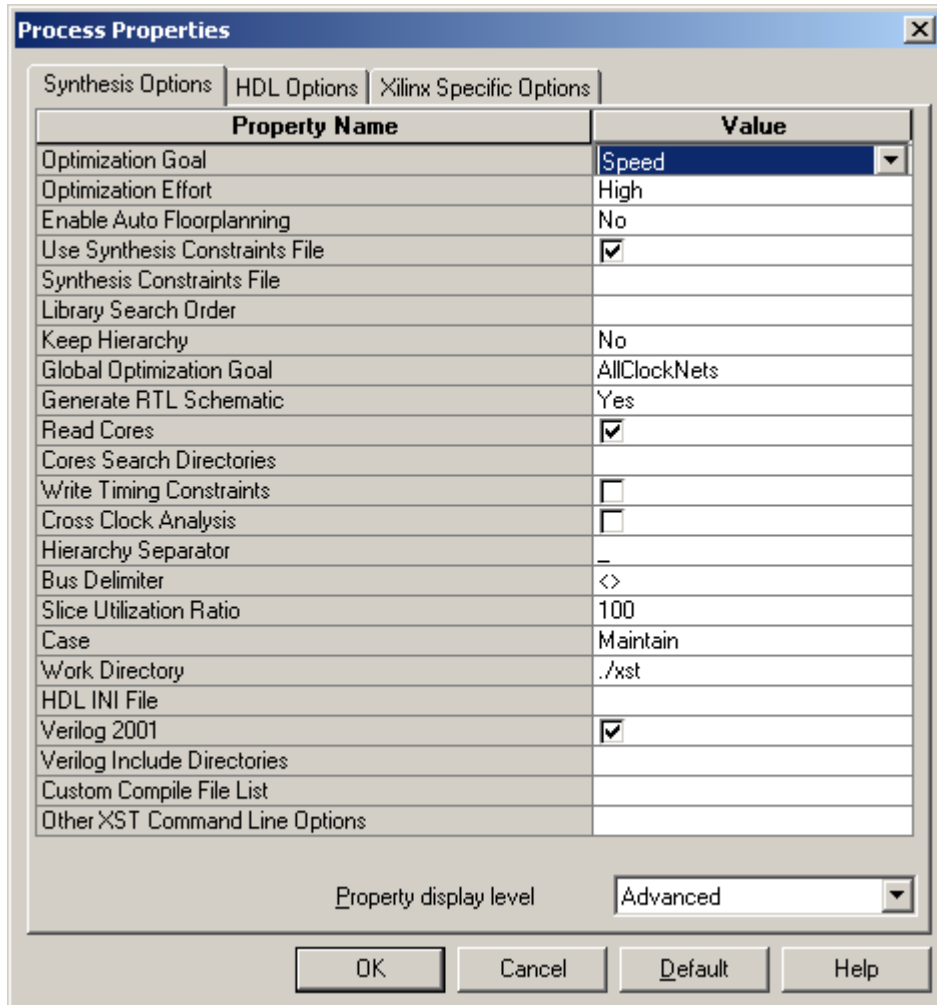 Process Properties
Synthesis Options HDL Options Xilinx Specific Options
Property Name Value
Optimization Goal Speed
Optimization Effort High
Enable Auto Floorplanning No
Use Synthesis Constraints File
Synthesis Constraints File
Library Search Order
Keep Hierarchy No
Global Optimization Goal AllClockNets
Generate RTL Schematic Yes
Read Cores
Cores Search Directories
Write Timing Constraints
Cross Clock Analysis
Hierarchy Separator _
Bus Delimiter <>
Slice Utilization Ratio 100
Case Maintain
Work Directory ./xst
HDL INI File
Verilog 2001
Verilog Include Directories
Custom Compile File List
Other XST Command Line Options
Property display level Advanced
OK Cancel Default Help